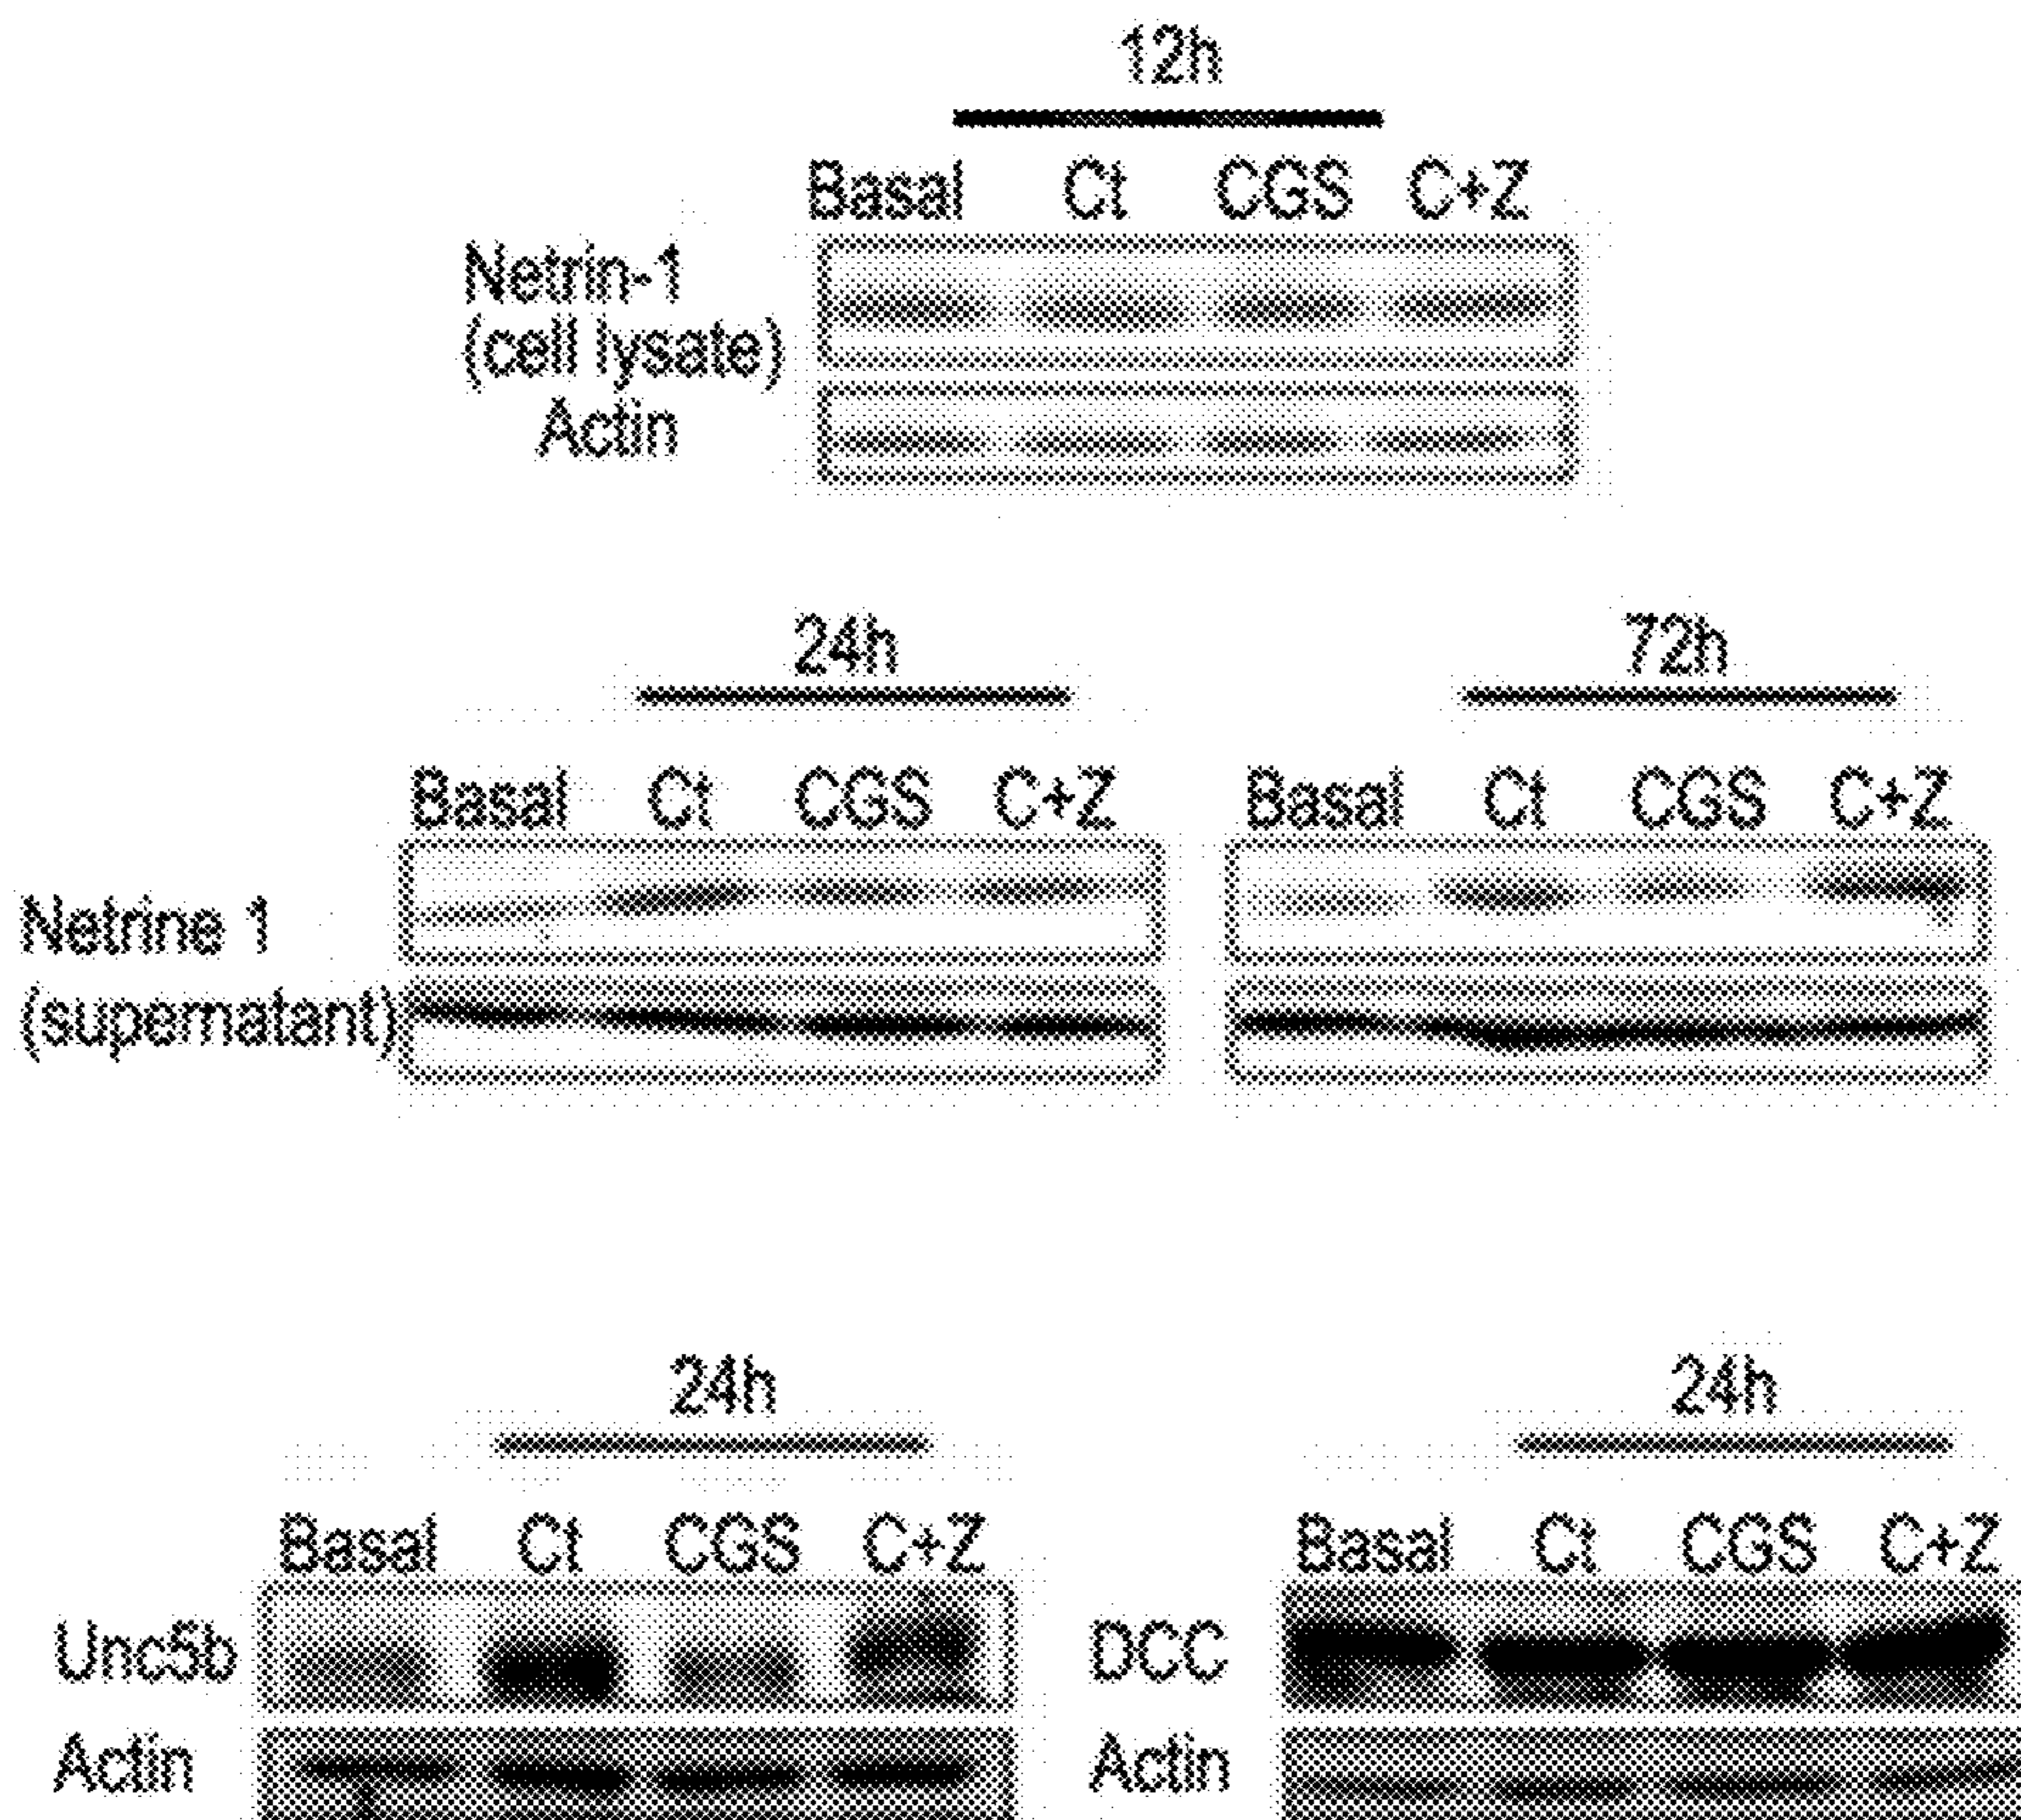 12h
Basal Ct CGS C+Z
Netrin-1
(cell lysate)
Actin
24h 72h
Basal Ct CGS C+Z Basal Ct CGS C+Z
Netrine 1
(supernatant)
24h 24h
Basal Ct CGS C+Z Basal Ct CGS C+Z
Unc5b DCC
Actin Actin